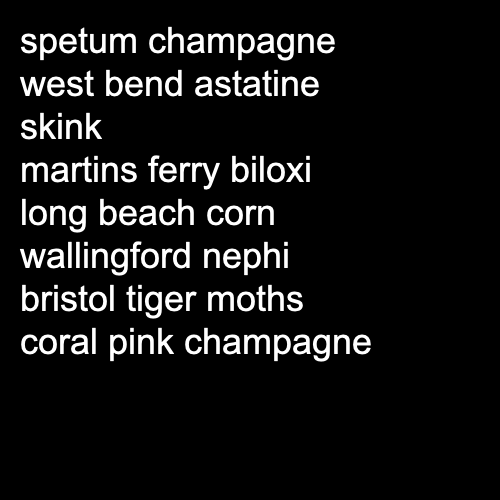 spetum champagne
west bend astatine
skink
martins ferry biloxi
long beach corn
wallingford nephi
bristol tiger moths
coral pink champagne